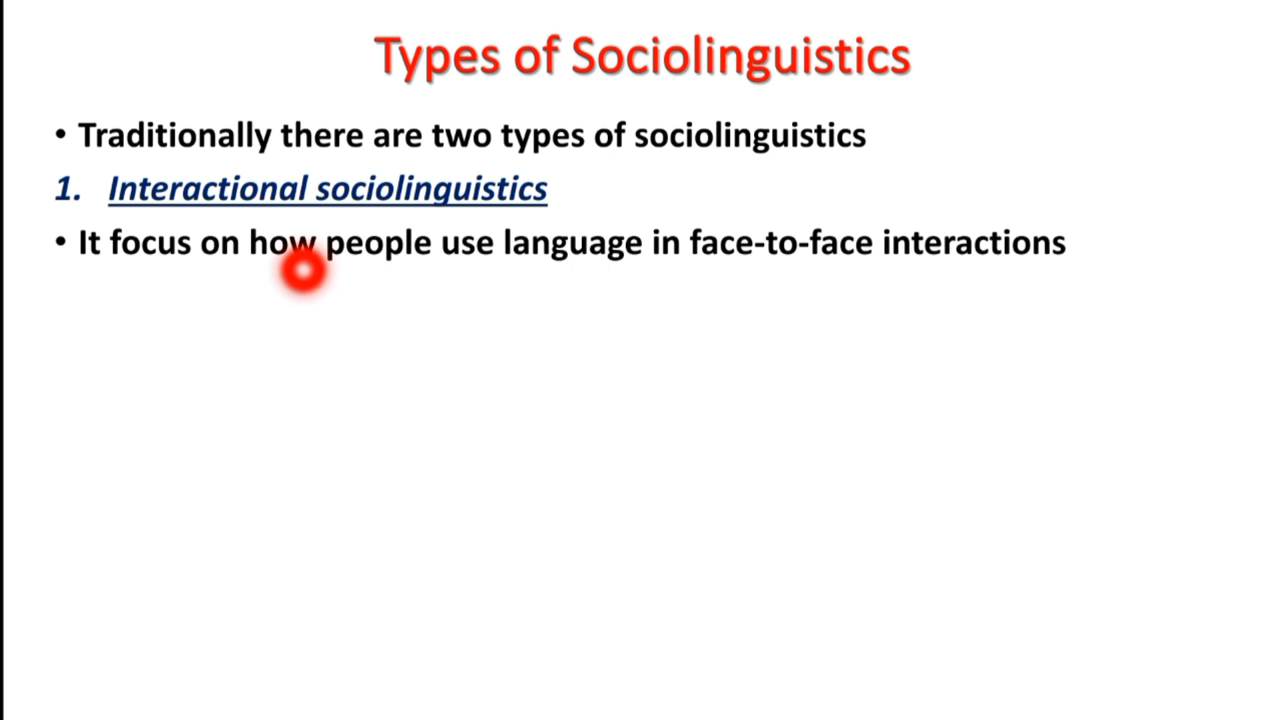 Types of Sociolinguistics
• Traditionally there are two types of sociolinguistics
1. Interactional sociolinguistics
• It focus on how people use language in face-to-face interactions